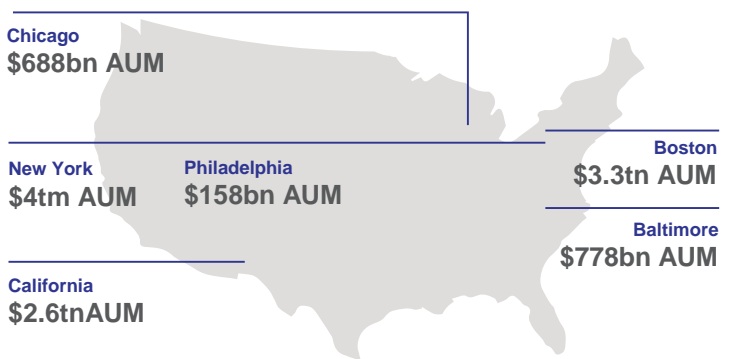 Chicago
$688bn AUM
New York
$4tm AUM
Philadelphia
$158bn AUM
Boston
$3.3tn AUM
Baltimore
$778bn AUM
California
$2.6tnAUM